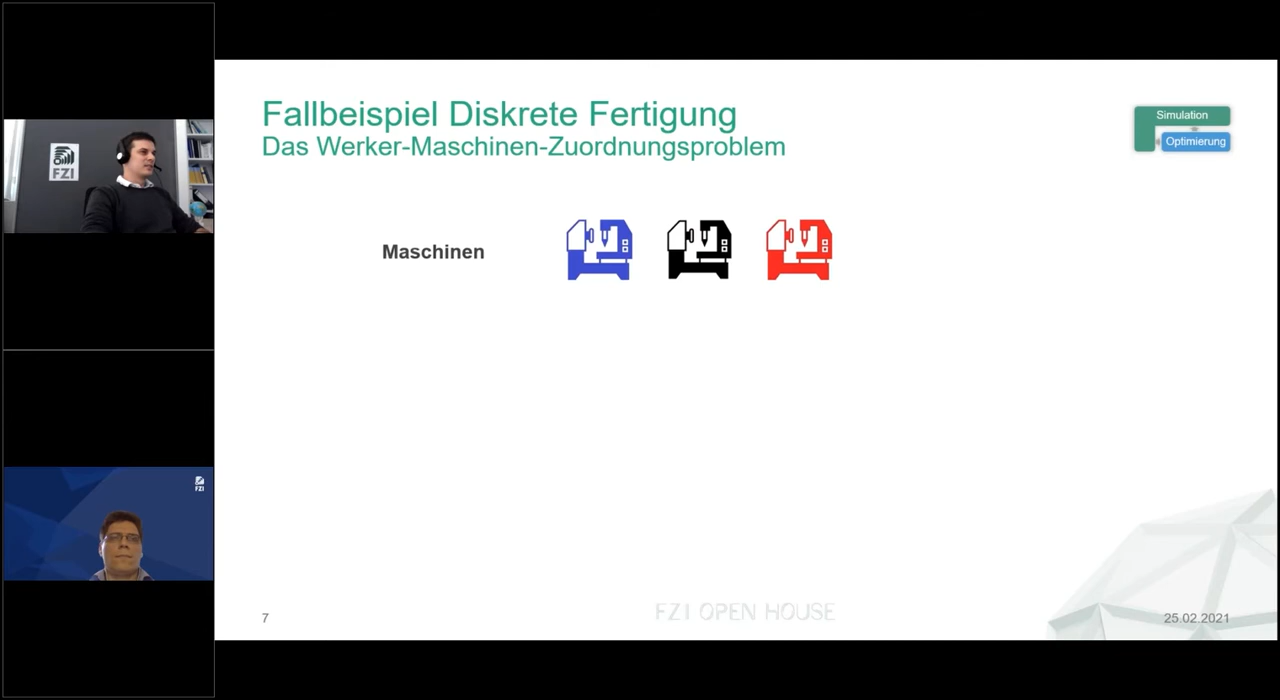 Fallbeispiel Diskrete Fertigung
Das Werker-Maschinen-Zuordnungsproblem
Simulation
Optimierung
Maschinen
FZI
FZI
7
FZI OPEN HOUSE
25.02.2021